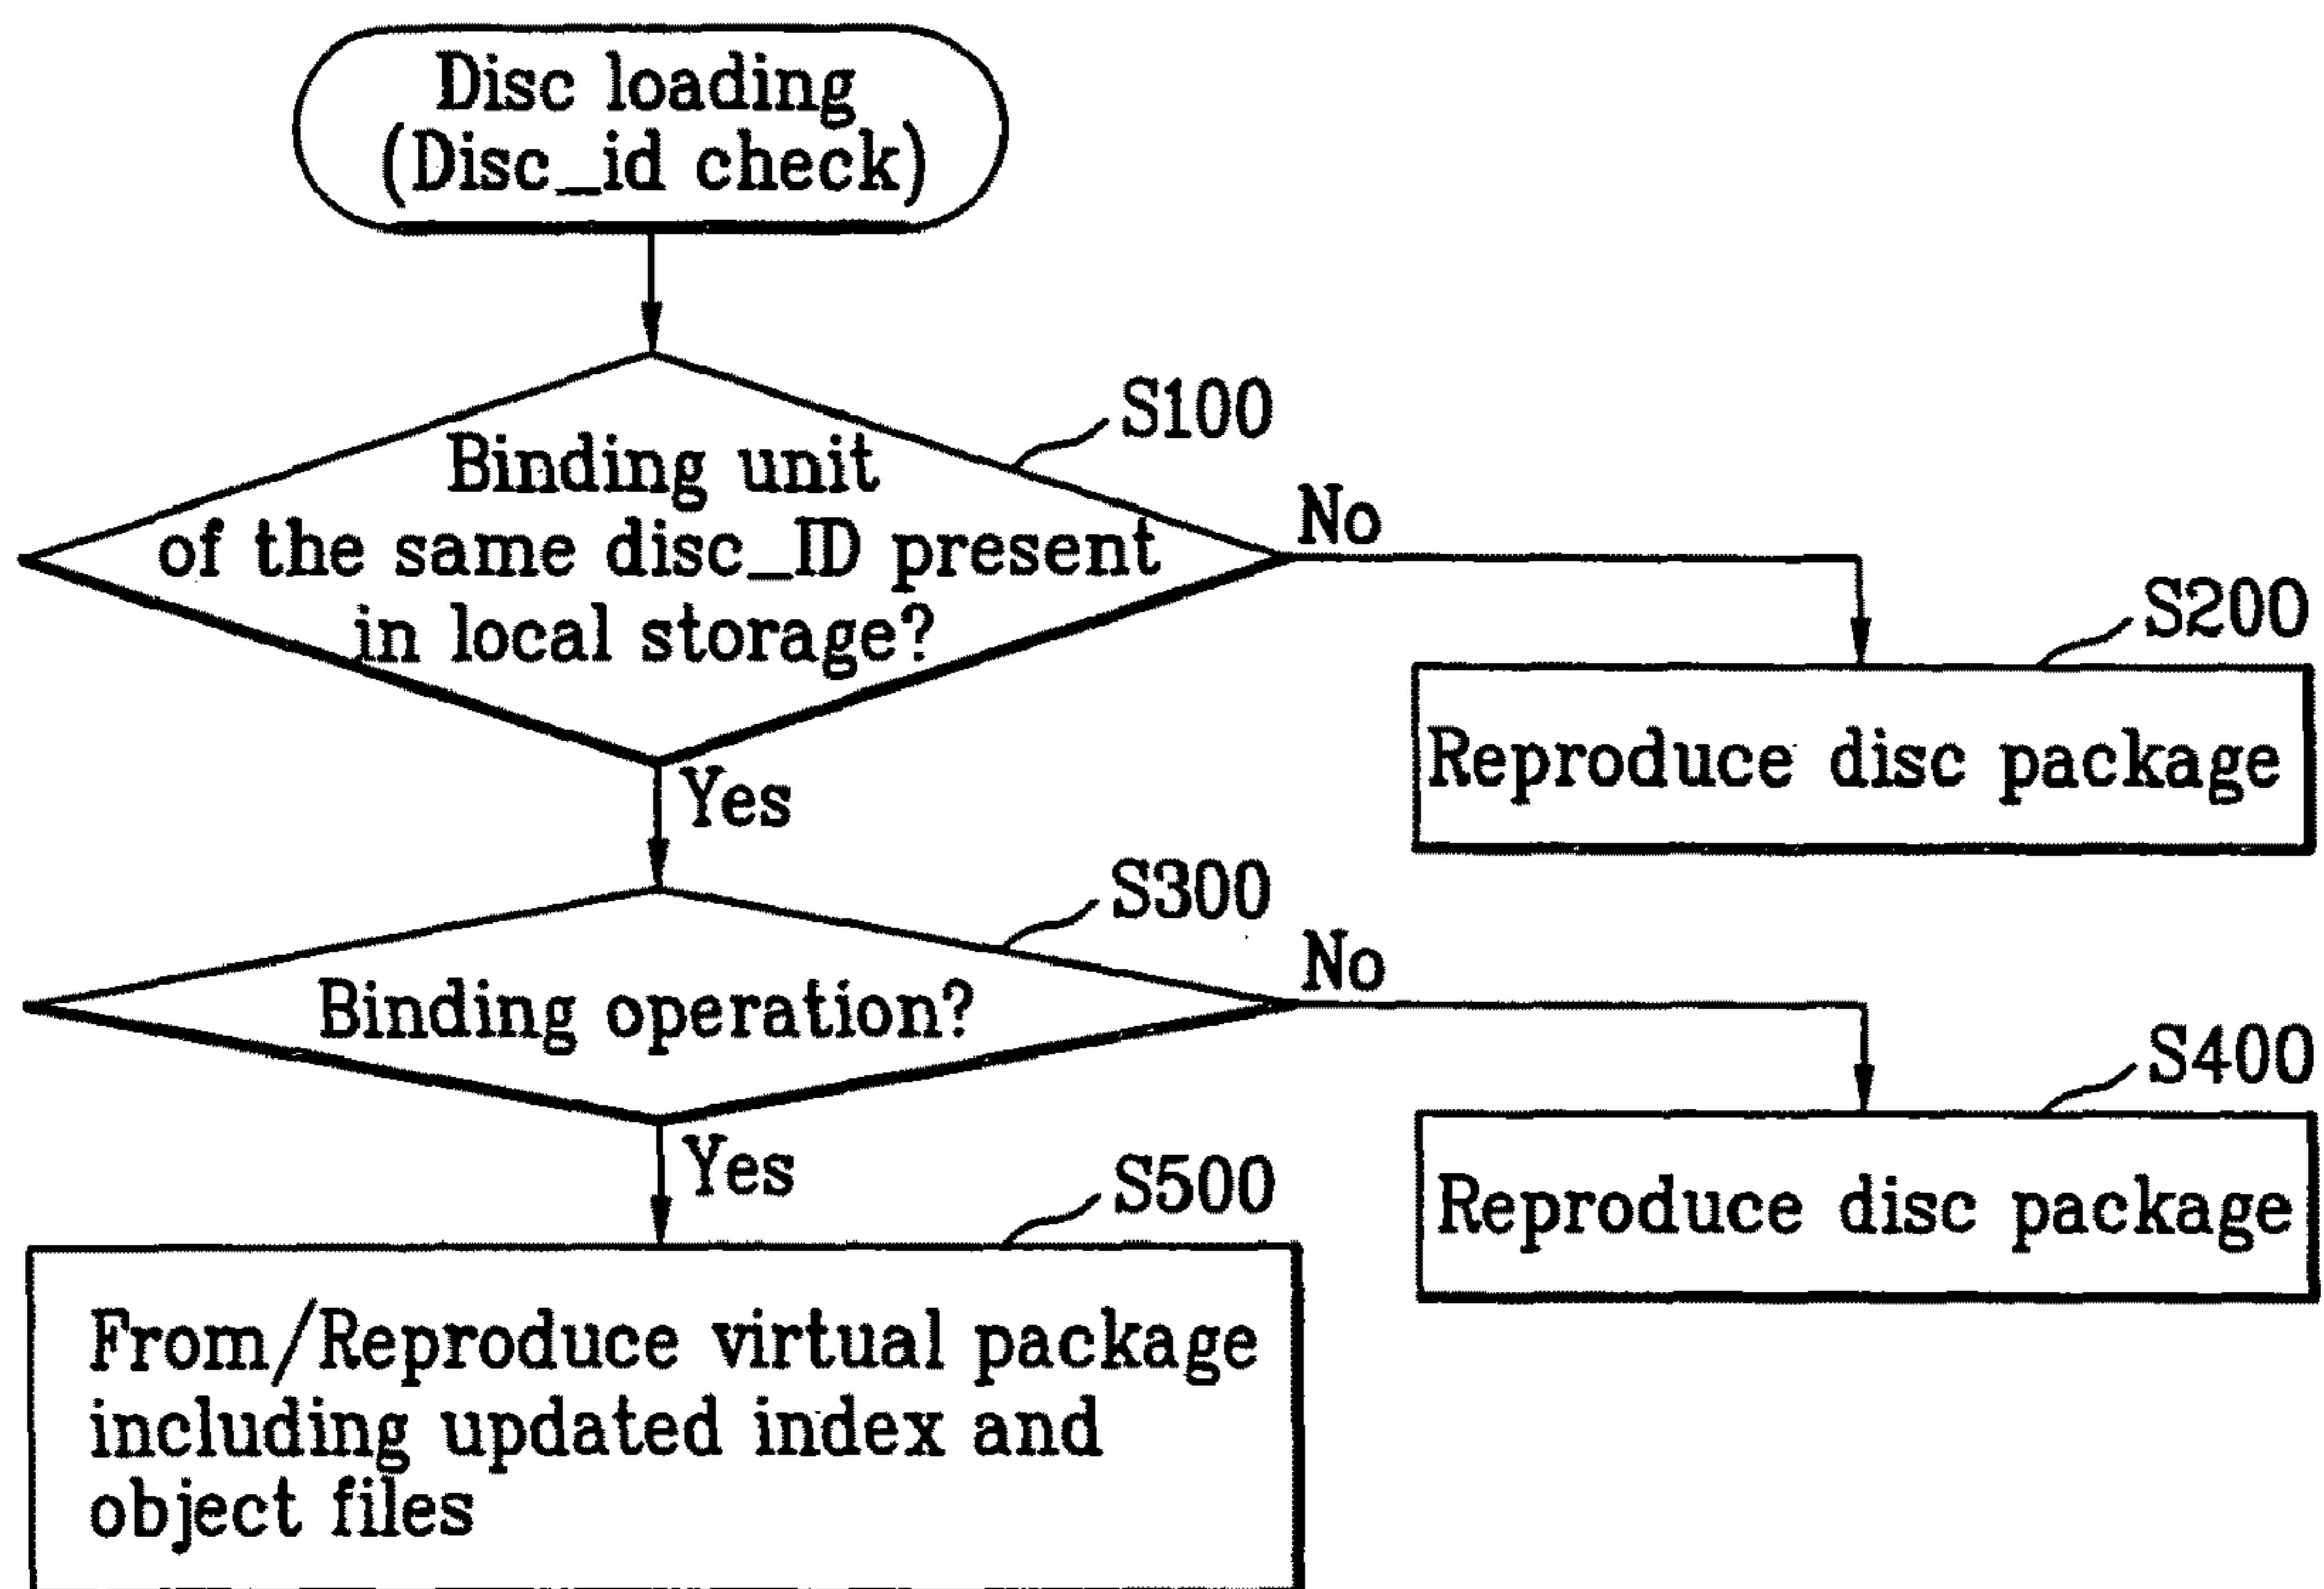 Disc loading
(Disc_id check)
S100
Binding unit
of the same disc_ID present
in local storage?
No
S200
Reproduce disc package
Yes
S300
Binding operation?
No
S400
Reproduce disc package
Yes
S500
From/Reproduce virtual package
including updated index and
object files